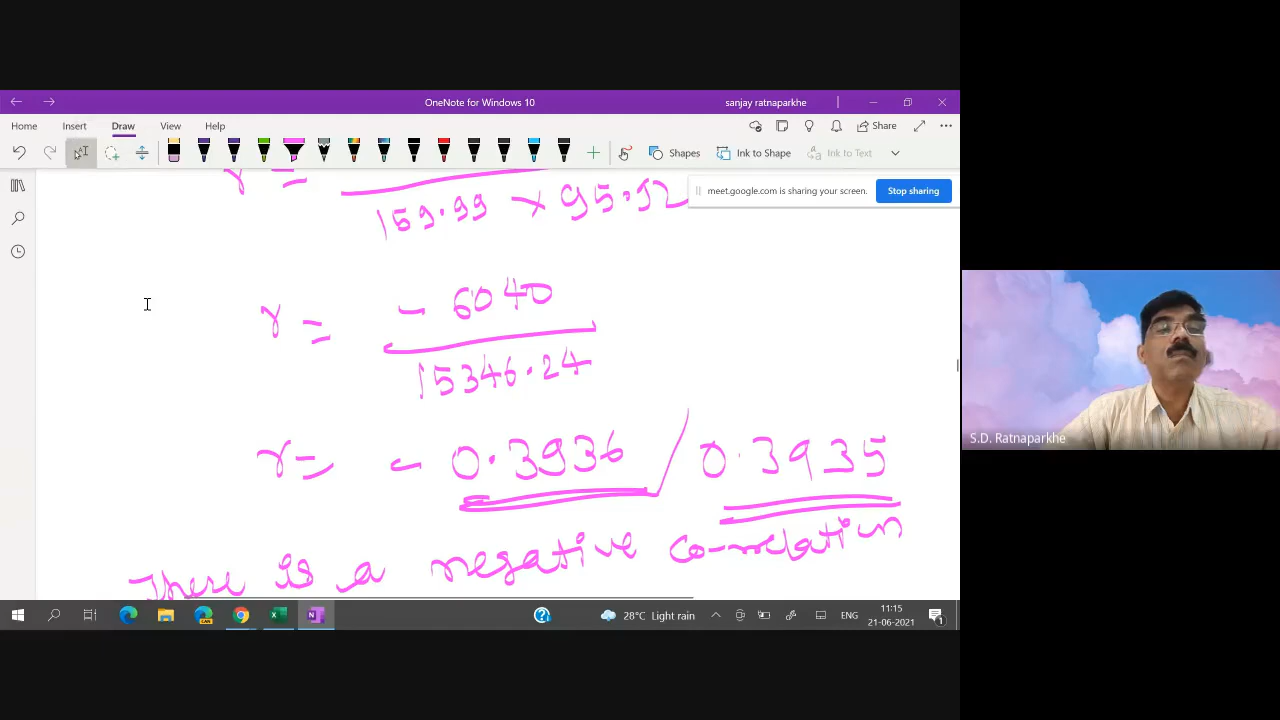 OneNote for Windows 10
sanjay ratnaparkhe
Home Insert Draw View Help
Share
Shapes Ink to Shape Ink to Text
meet.google.com is sharing your screen. Stop sharing
r =
159.99 × 95.92
r = - 6040
15346.24
r = - 0.3936 / 0.3935
There is a negative co-rrelation
S.D. Ratnaparkhe
28°C Light rain
ENG
11:15
21-06-2021